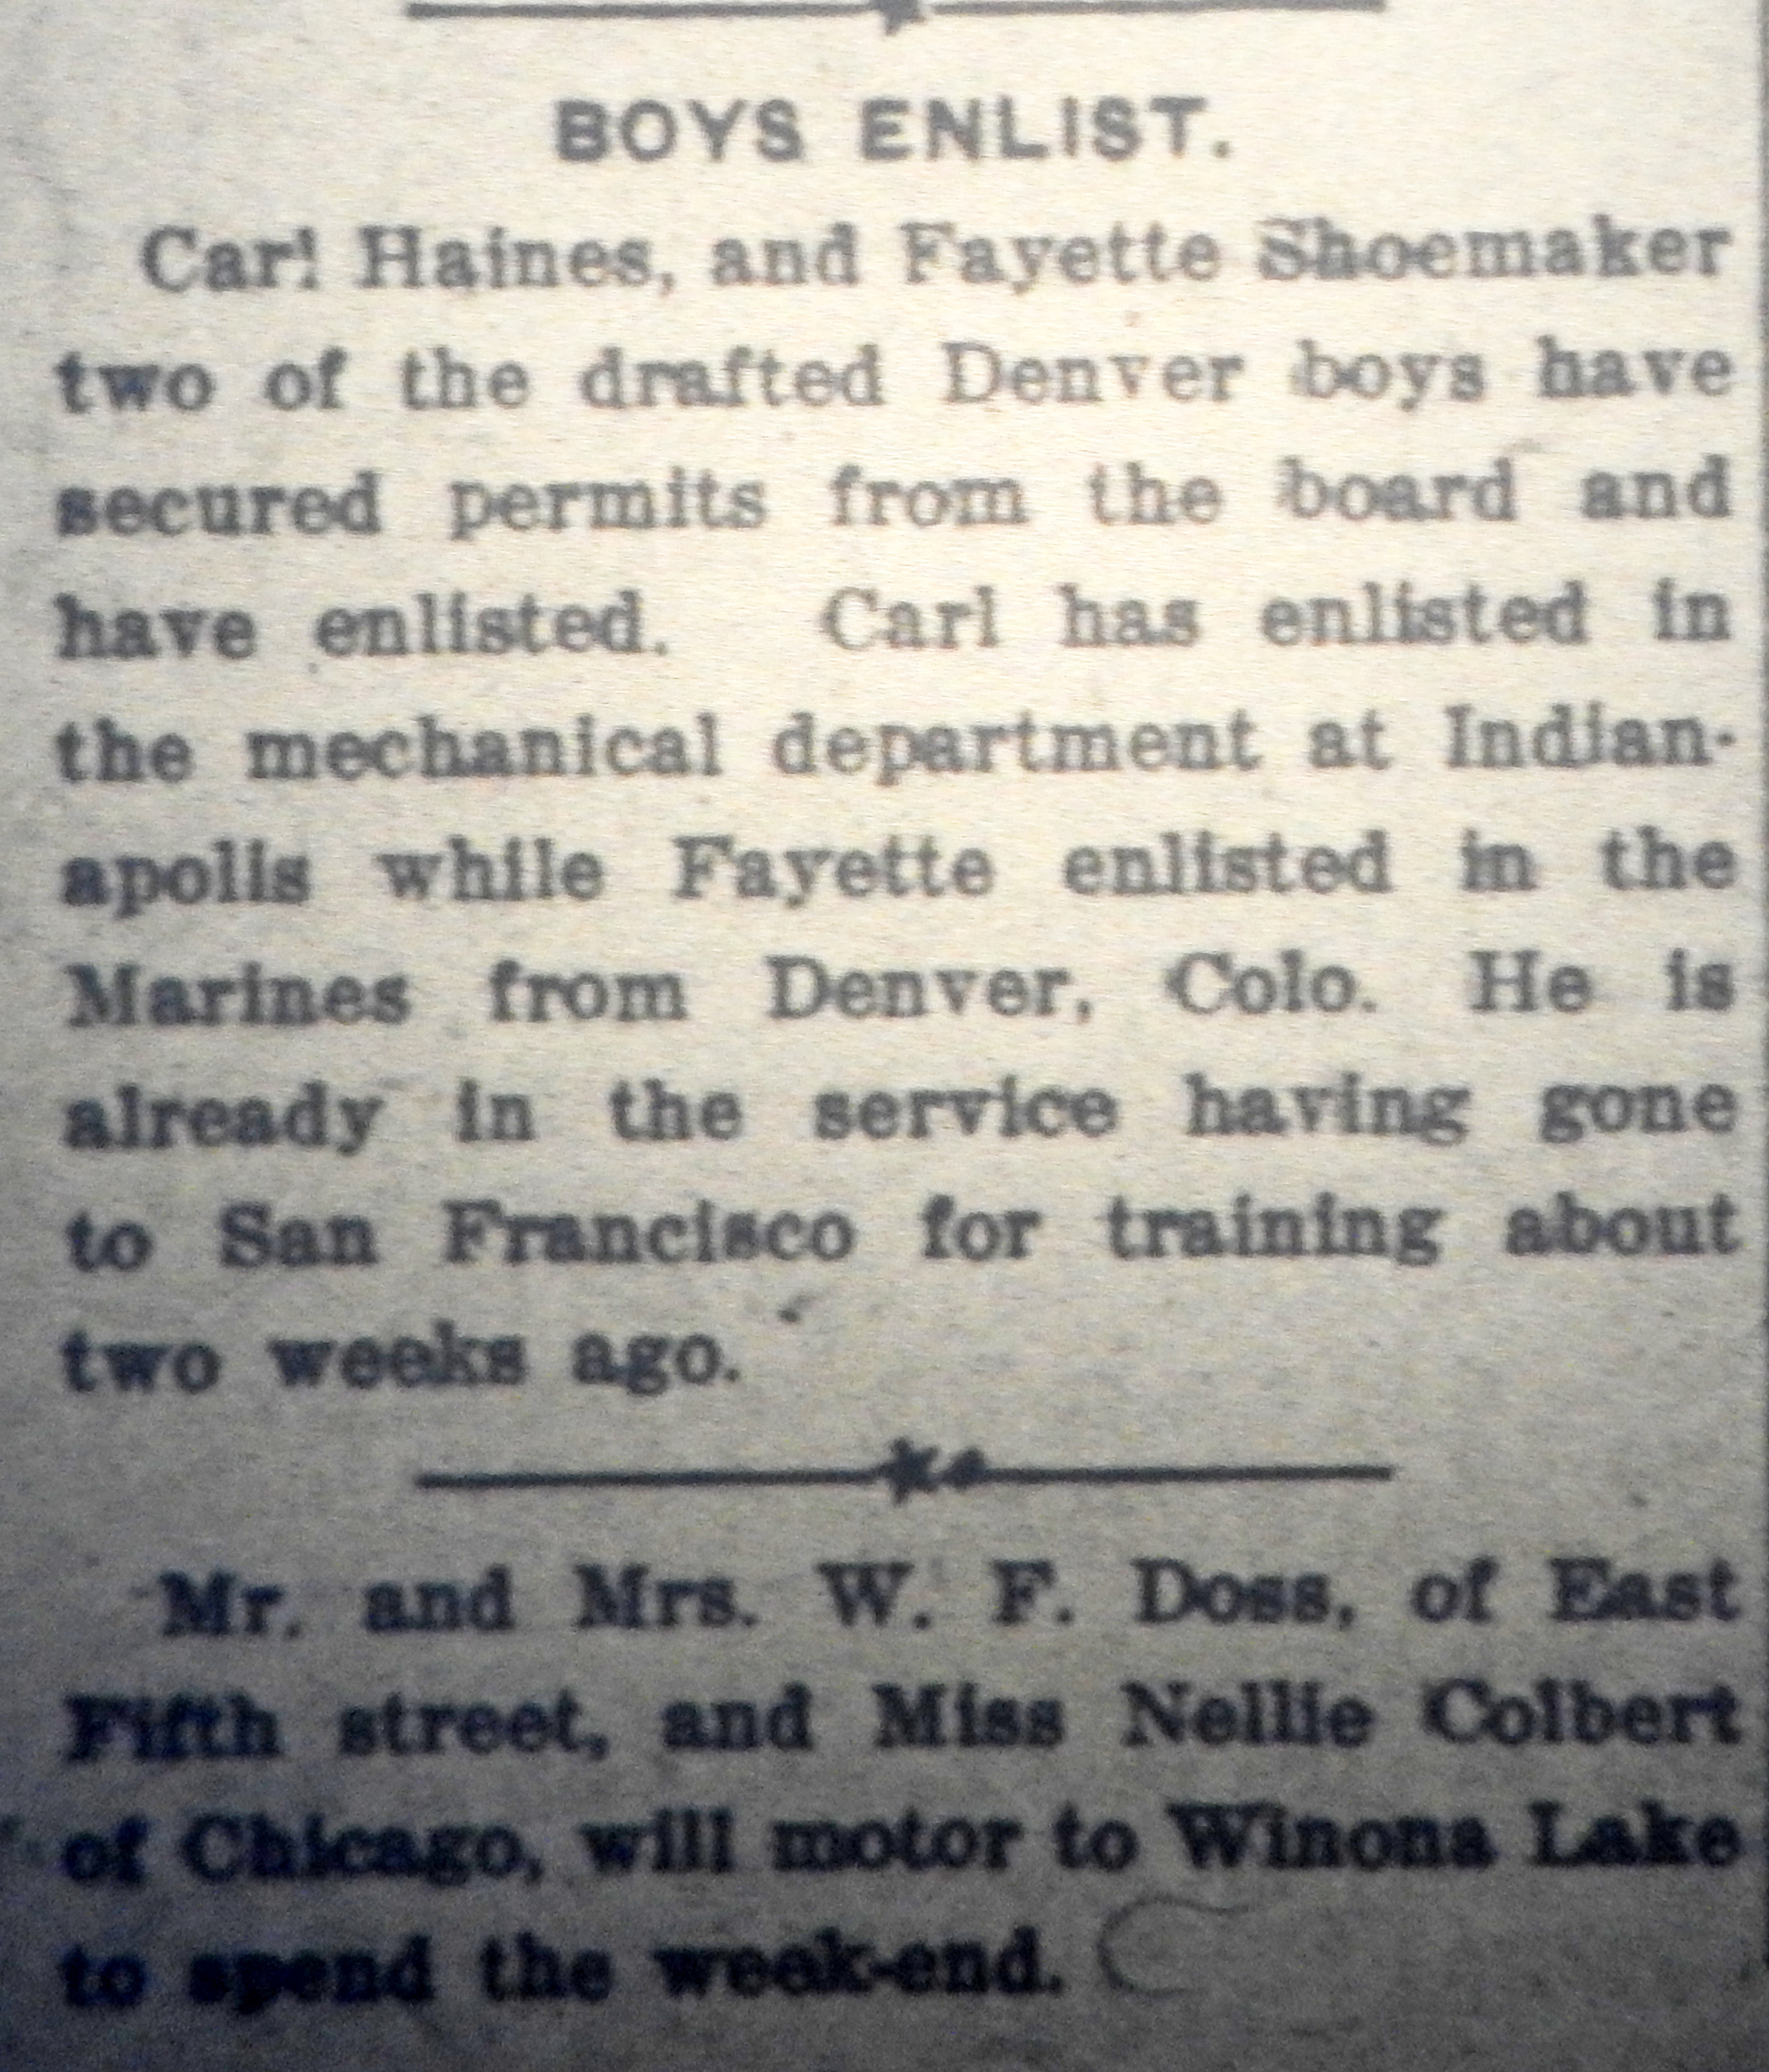 BOYS ENLIST.
Carl Haines, and Fayette Shoemaker
two of the drafted Denver boys have
secured permits from the board and
have enlisted. Carl has enlisted in
the mechanical department at Indian-
apolis while Fayette enlisted in the
Marines from Denver, Colo. He is
already in the service having gone
to San Francisco for training about
two weeks ago.
Mr. and Mrs. W. F. Doss, of East
Fifth street, and Miss Nellie Colbert
of Chicago, will motor to Winona Lake
to spend the week-end.